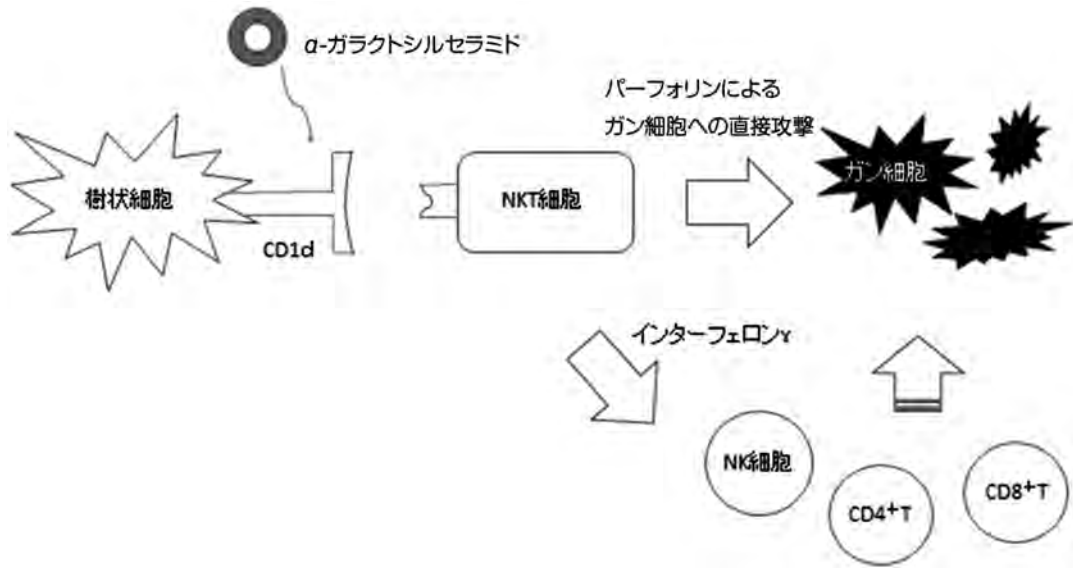 α-ガラクトシルセラミド
パーフォリンによる
ガン細胞への直接攻撃
樹状細胞
CD1d
NKT細胞
ガン細胞
インターフェロンγ
NK細胞
CD4⁺T
CD8⁺T